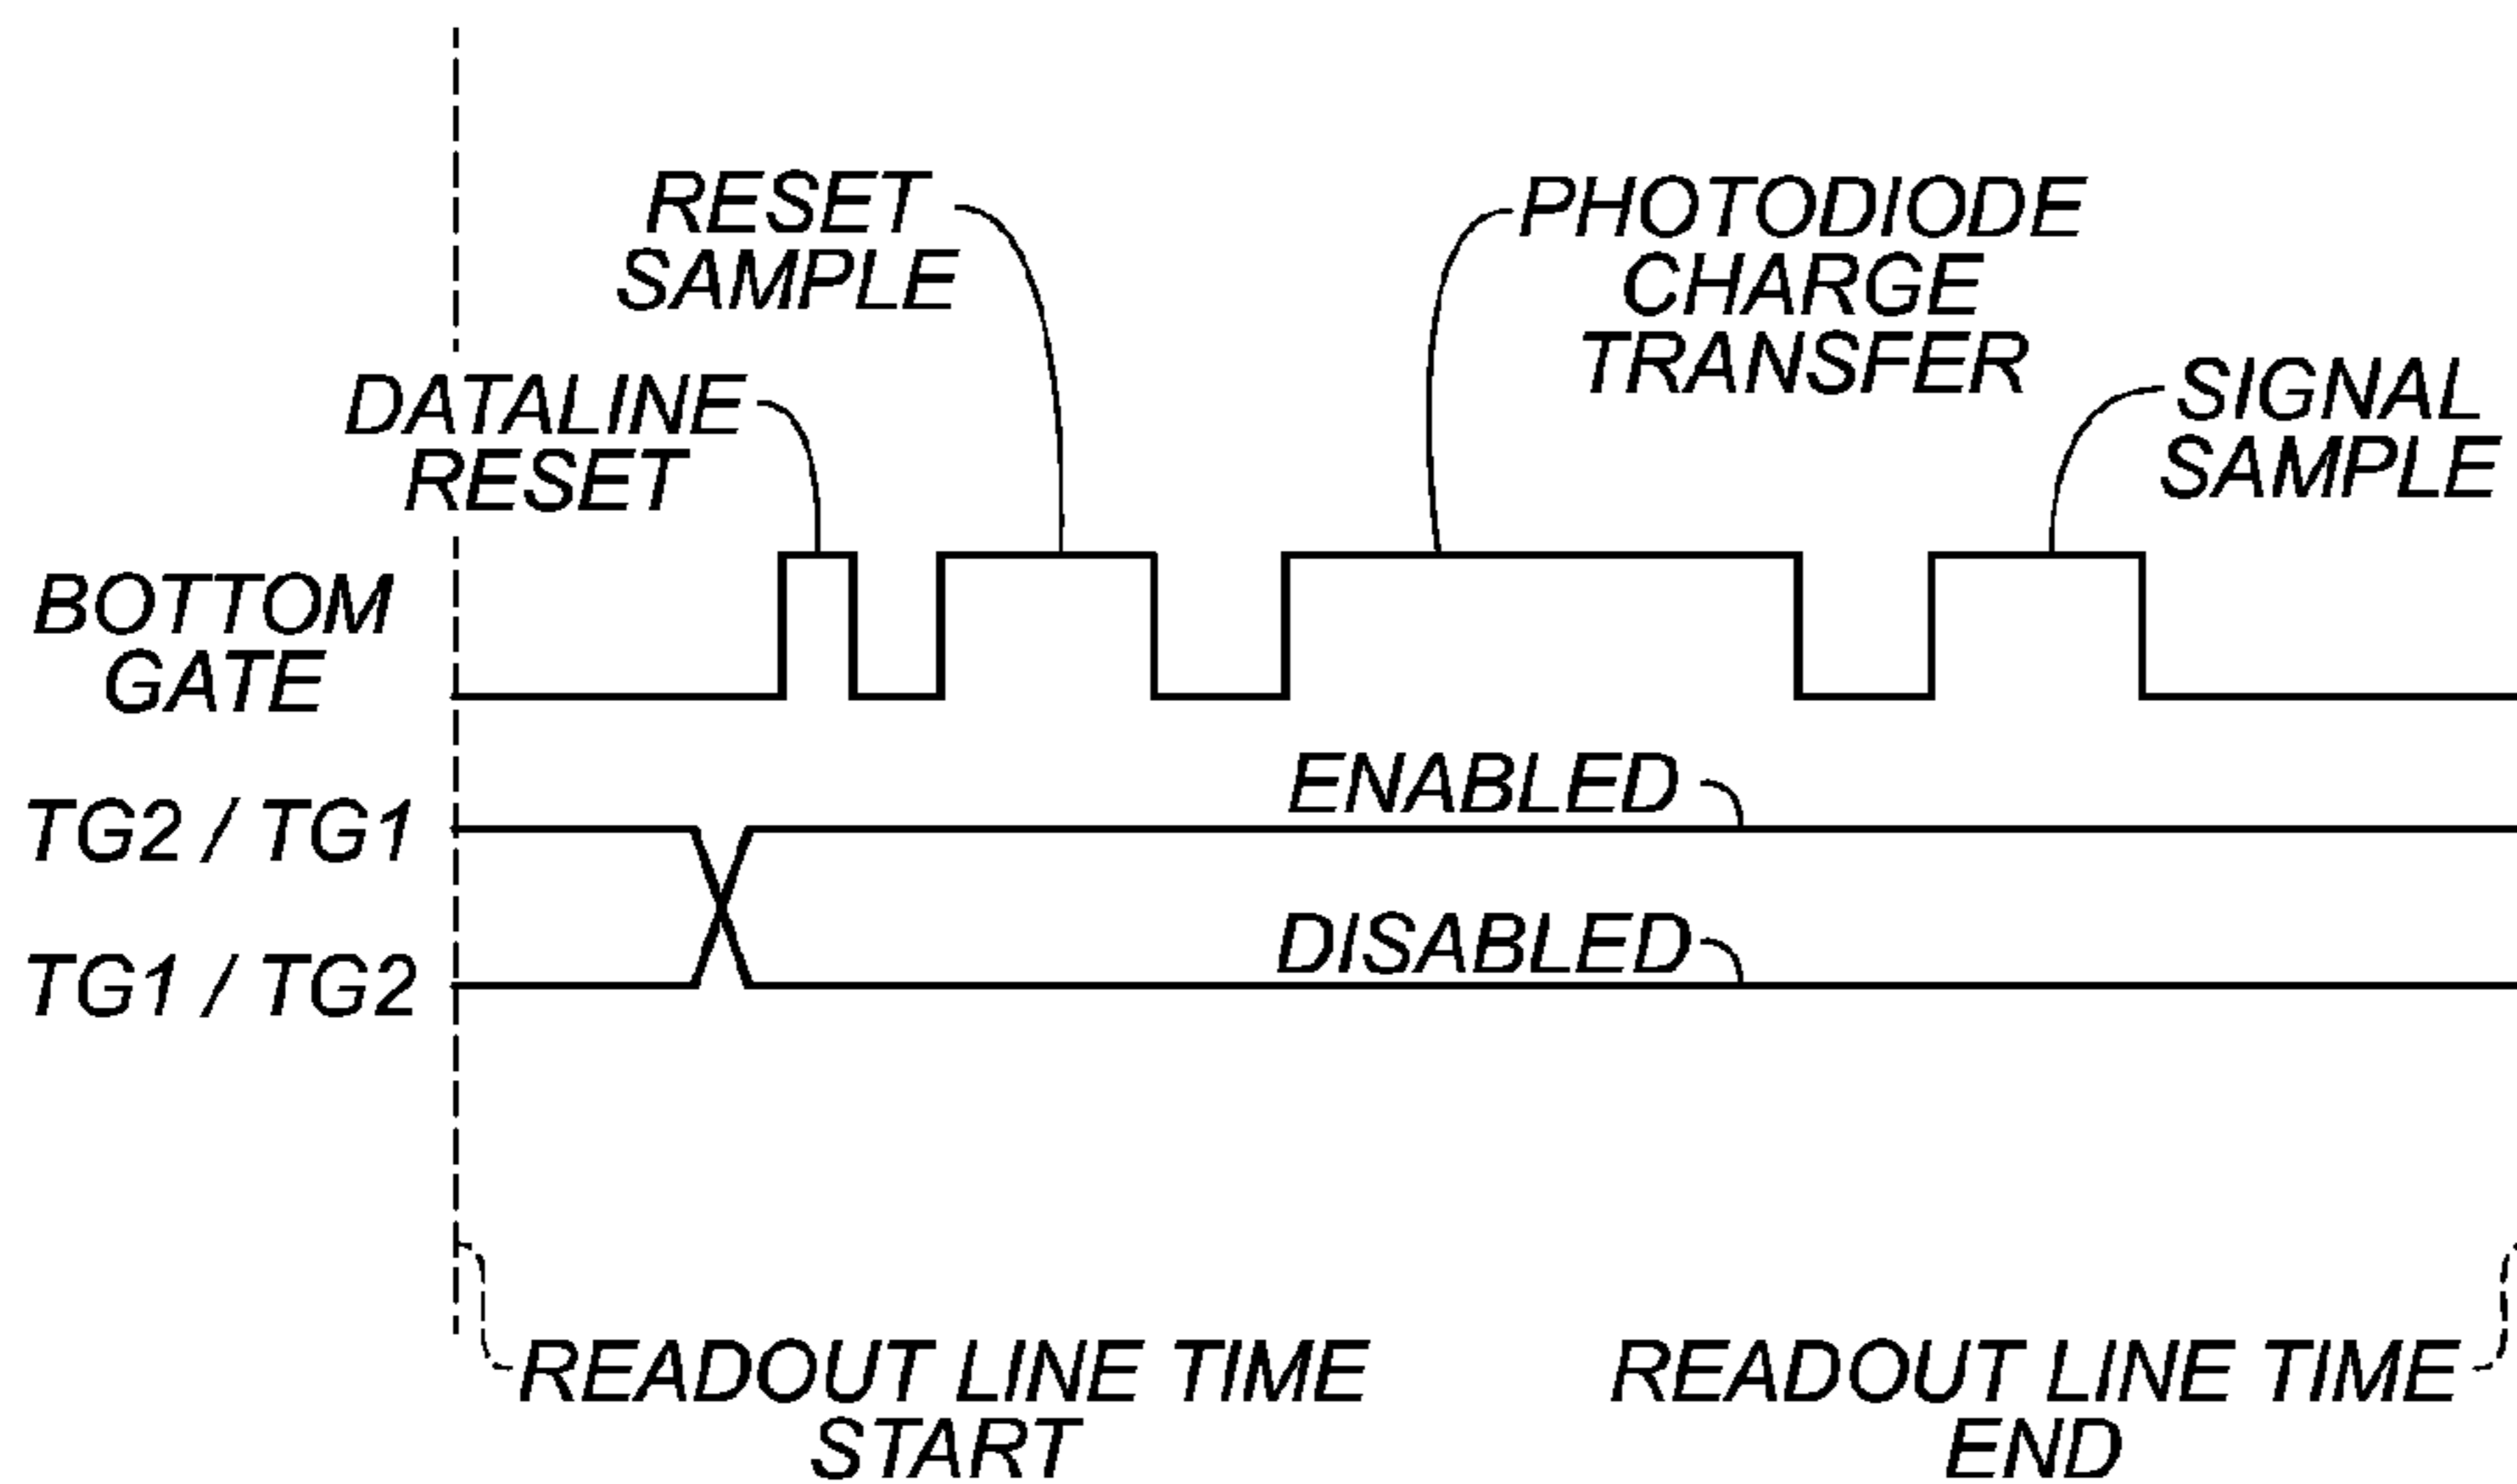 RESET
SAMPLE
PHOTODIODE
CHARGE
TRANSFER
DATALINE
RESET
SIGNAL
SAMPLE
BOTTOM
GATE
ENABLED
TG2 / TG1
DISABLED
TG1 / TG2
READOUT LINE TIME
START
READOUT LINE TIME
END